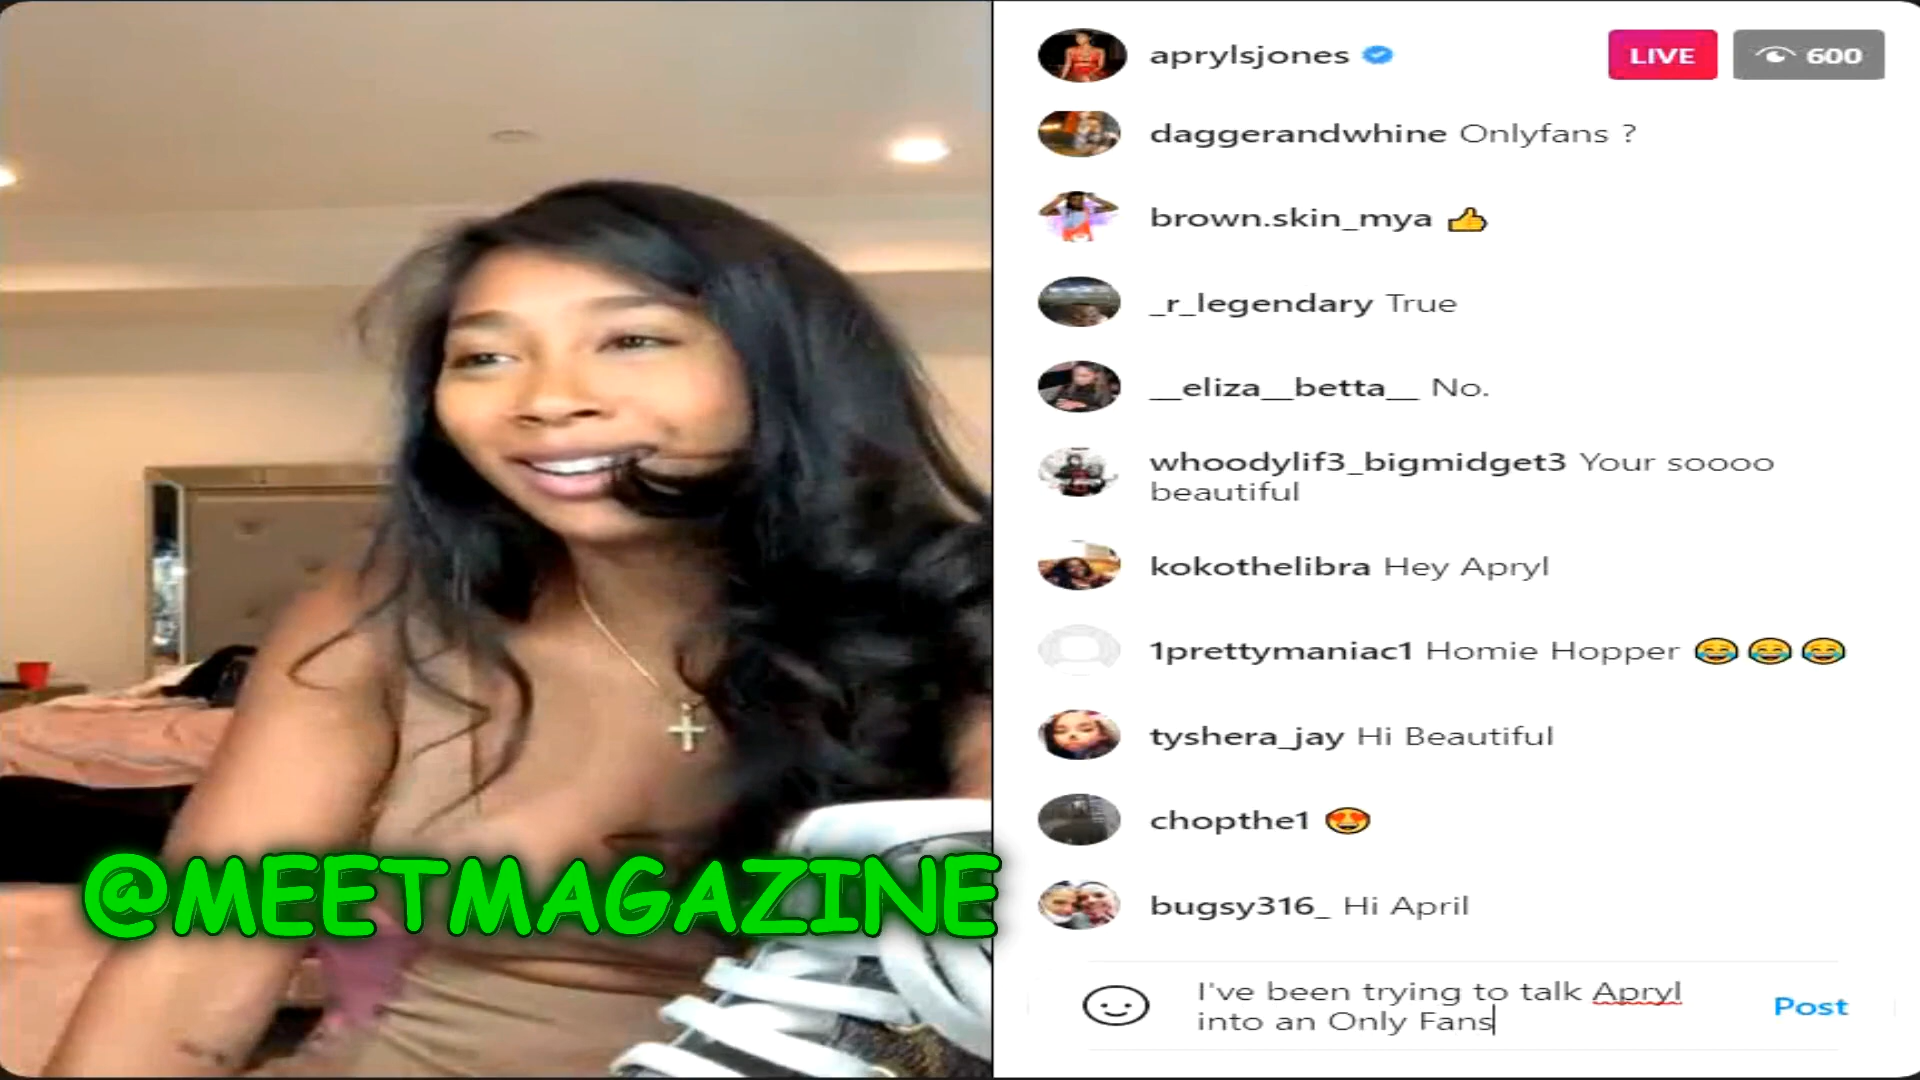 aprylsjones
LIVE
600
daggerandwhine Onlyfans ?
brown.skin_mya 👍
_r_legendary True
__eliza__betta__ No.
whoodylif3_bigmidget3 Your soooo
beautiful
kokothelibra Hey Apryl
1prettymaniac1 Homie Hopper 😂😂😂
tyshera_jay Hi Beautiful
chopthe1 😍
bugsy316_ Hi April
I've been trying to talk Apryl
into an Only Fans
Post
@MEETMAGAZINE